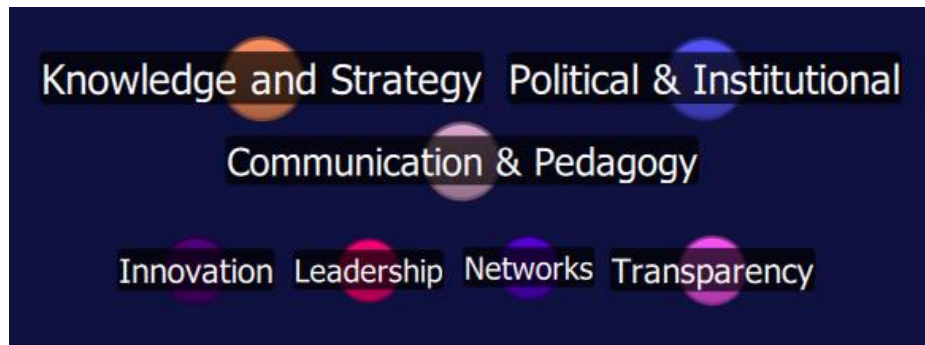 Knowledge and Strategy Political & Institutional
Communication & Pedagogy
Innovation Leadership Networks Transparency